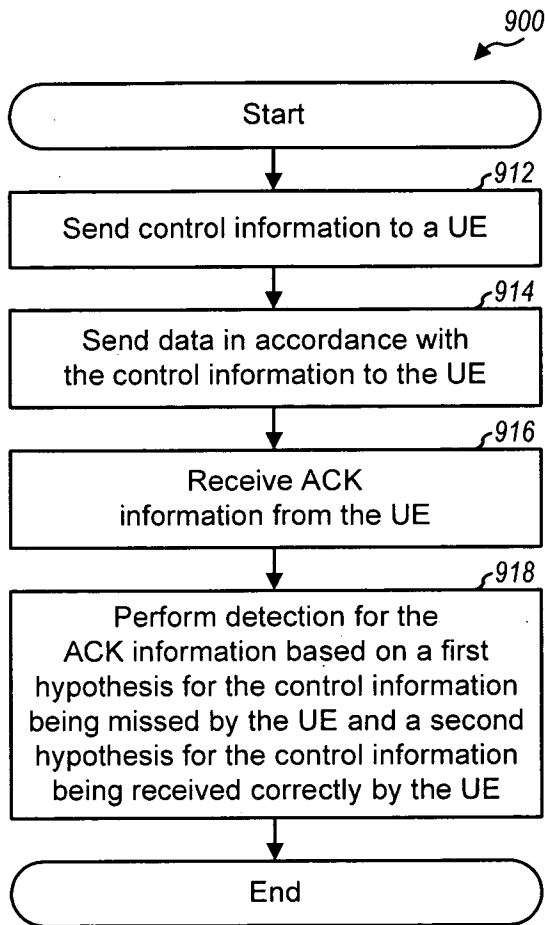 900
Start
912
Send control information to a UE
914
Send data in accordance with
the control information to the UE
916
Receive ACK
information from the UE
918
Perform detection for the
ACK information based on a first
hypothesis for the control information
being missed by the UE and a second
hypothesis for the control information
being received correctly by the UE
End